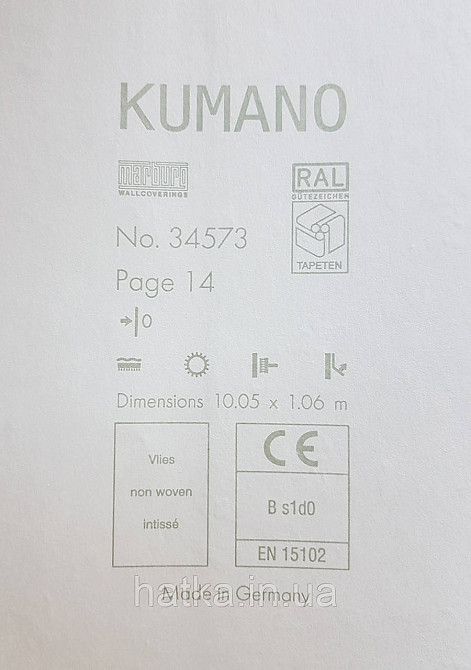 KUMANO
marburg
WALLCOVERINGS
RAL
GÜTEZEICHEN
TAPETEN
No. 34573
Page 14
0
Dimensions 10.05 x 1.06 m
Vlies
non woven
intissé
CE
B s1d0
EN 15102
Made in Germany
hatka.in.ua